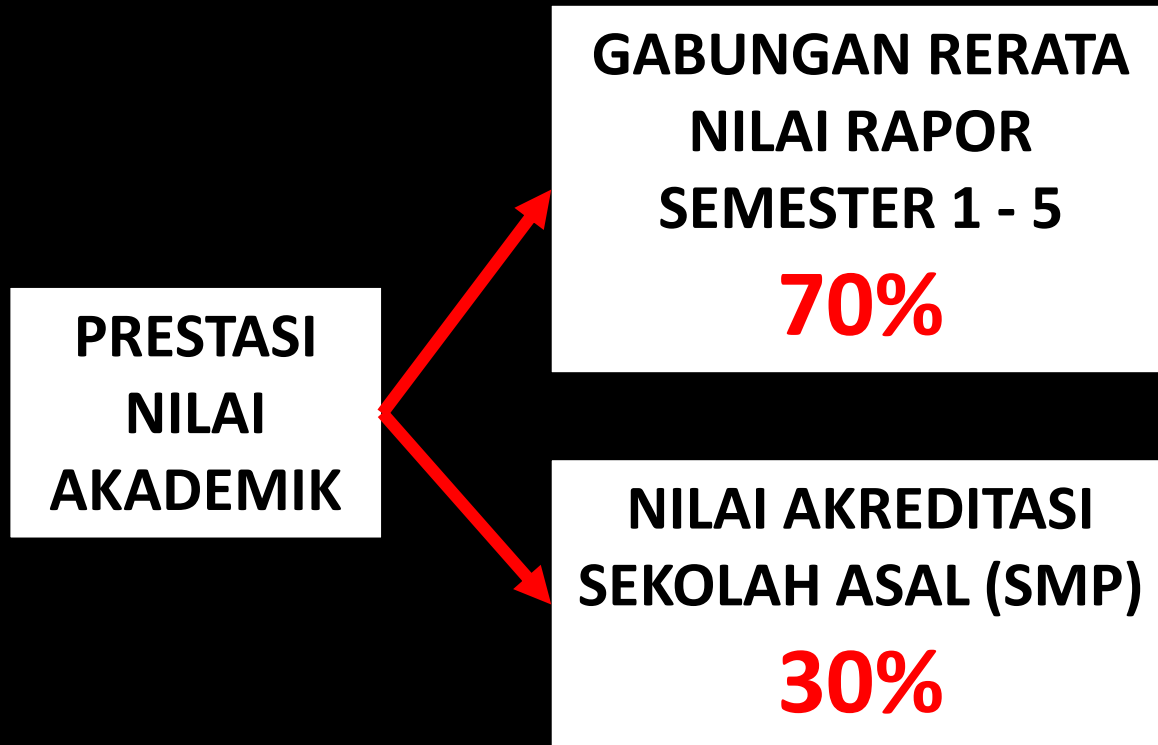 GABUNGAN RERATA
NILAI RAPOR
SEMESTER 1 - 5
70%
PRESTASI
NILAI
AKADEMIK
NILAI AKREDITASI
SEKOLAH ASAL (SMP)
30%